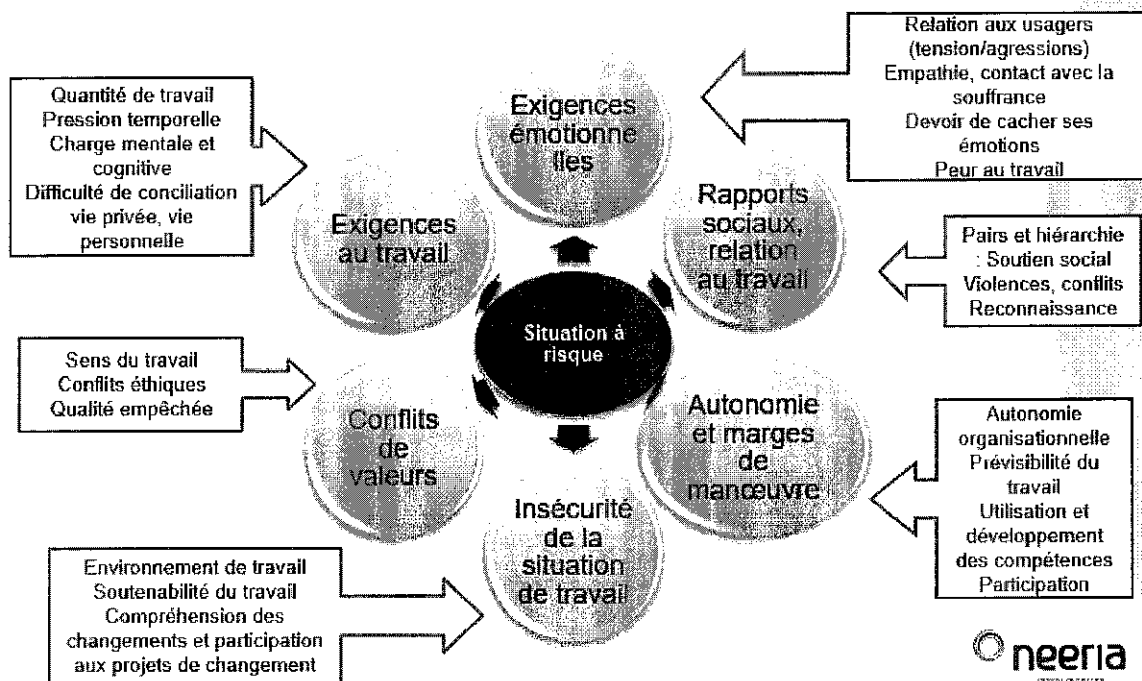 Relation aux usagers
(tension/agressions)
Empathie, contact avec la
souffrance
Devoir de cacher ses
émotions
Peur au travail
Quantité de travail
Pression temporelle
Charge mentale et
cognitive
Difficulté de conciliation
vie privée, vie
personnelle
Exigences
émotionne
lles
Exigences
au travail
Rapports
sociaux,
relation
au travail
Pairs et hiérarchie
: Soutien social
Violences, conflits
Reconnaissance
Situation à
risque
Sens du travail
Conflits éthiques
Qualité empêchée
Conflits
de
valeurs
Autonomie
et marges
de
manœuvre
Autonomie
organisationnelle
Prévisibilité du
travail
Utilisation et
développement
des compétences
Participation
Insécurité
de la
situation
de travail
Environnement de travail
Soutenabilité du travail
Compréhension des
changements et participation
aux projets de changement
neeria